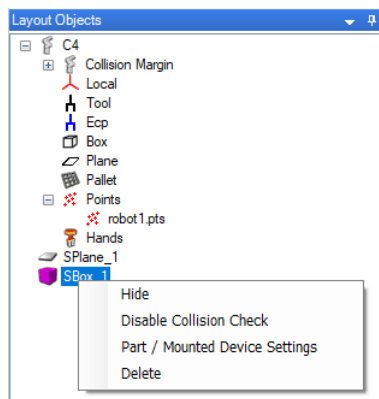 Layout Objects
C4
Collision Margin
Local
Tool
Ecp
Box
Plane
Pallet
Points
robot1.pts
Hands
SPlane_1
SBox_1
Hide
Disable Collision Check
Part / Mounted Device Settings
Delete